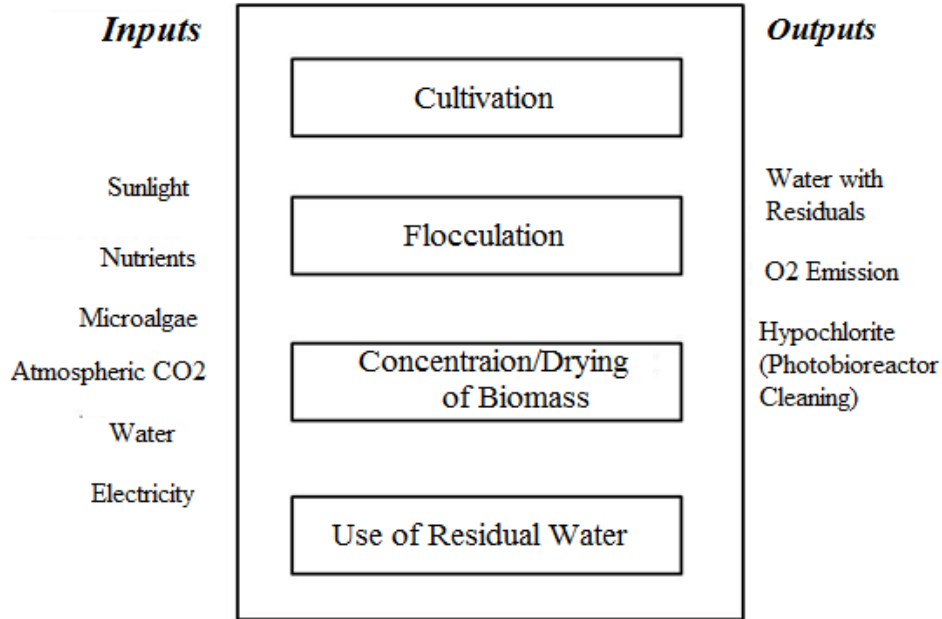 Inputs
Sunlight
Nutrients
Microalgae
Atmospheric CO2
Water
Electricity
Cultivation
Flocculation
Concentraion/Drying
of Biomass
Use of Residual Water
Outputs
Water with
Residuals
O2 Emission
Hypochlorite
(Photobioreactor
Cleaning)